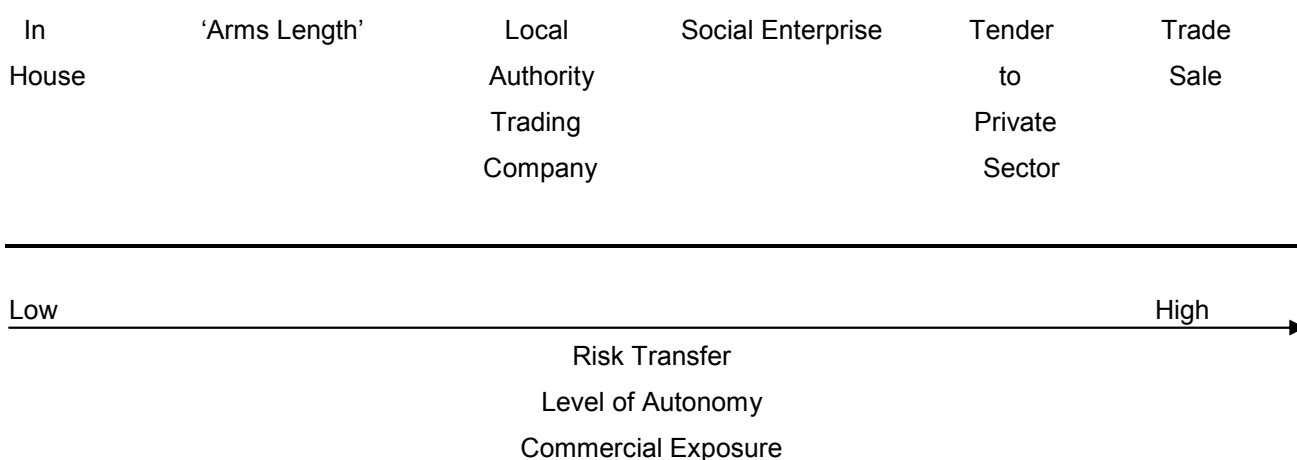 In ‘Arms Length’ Local Social Enterprise Tender Trade
House Authority to Sale
Trading Private
Company Sector
Low High
Risk Transfer
Level of Autonomy
Commercial Exposure